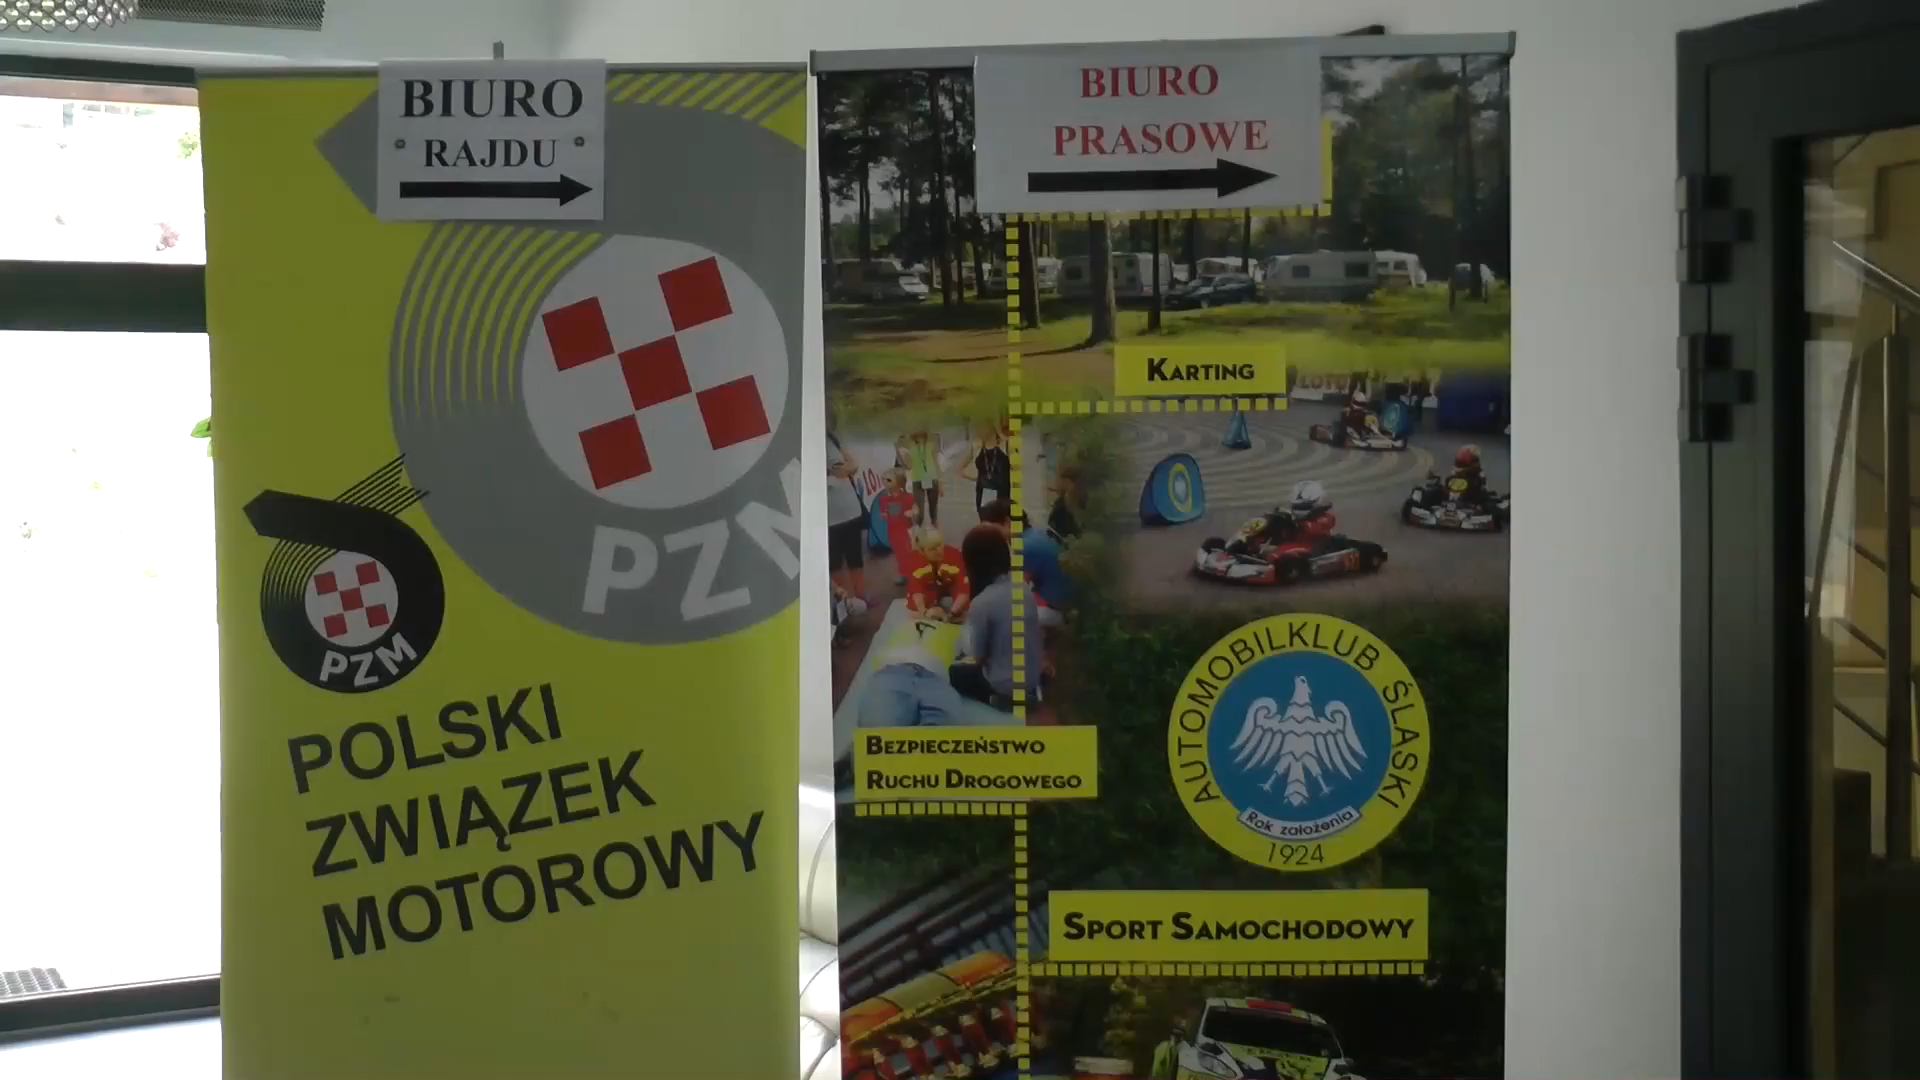 BIURO
RAJDU
PZM
PZM
POLSKI
ZWIĄZEK
MOTOROWY
BIURO
PRASOWE
KARTING
BEZPIECZEŃSTWO
RUCHU DROGOWEGO
AUTOMOBILKLUB ŚLĄSKI
Rok założenia
1924
SPORT SAMOCHODOWY